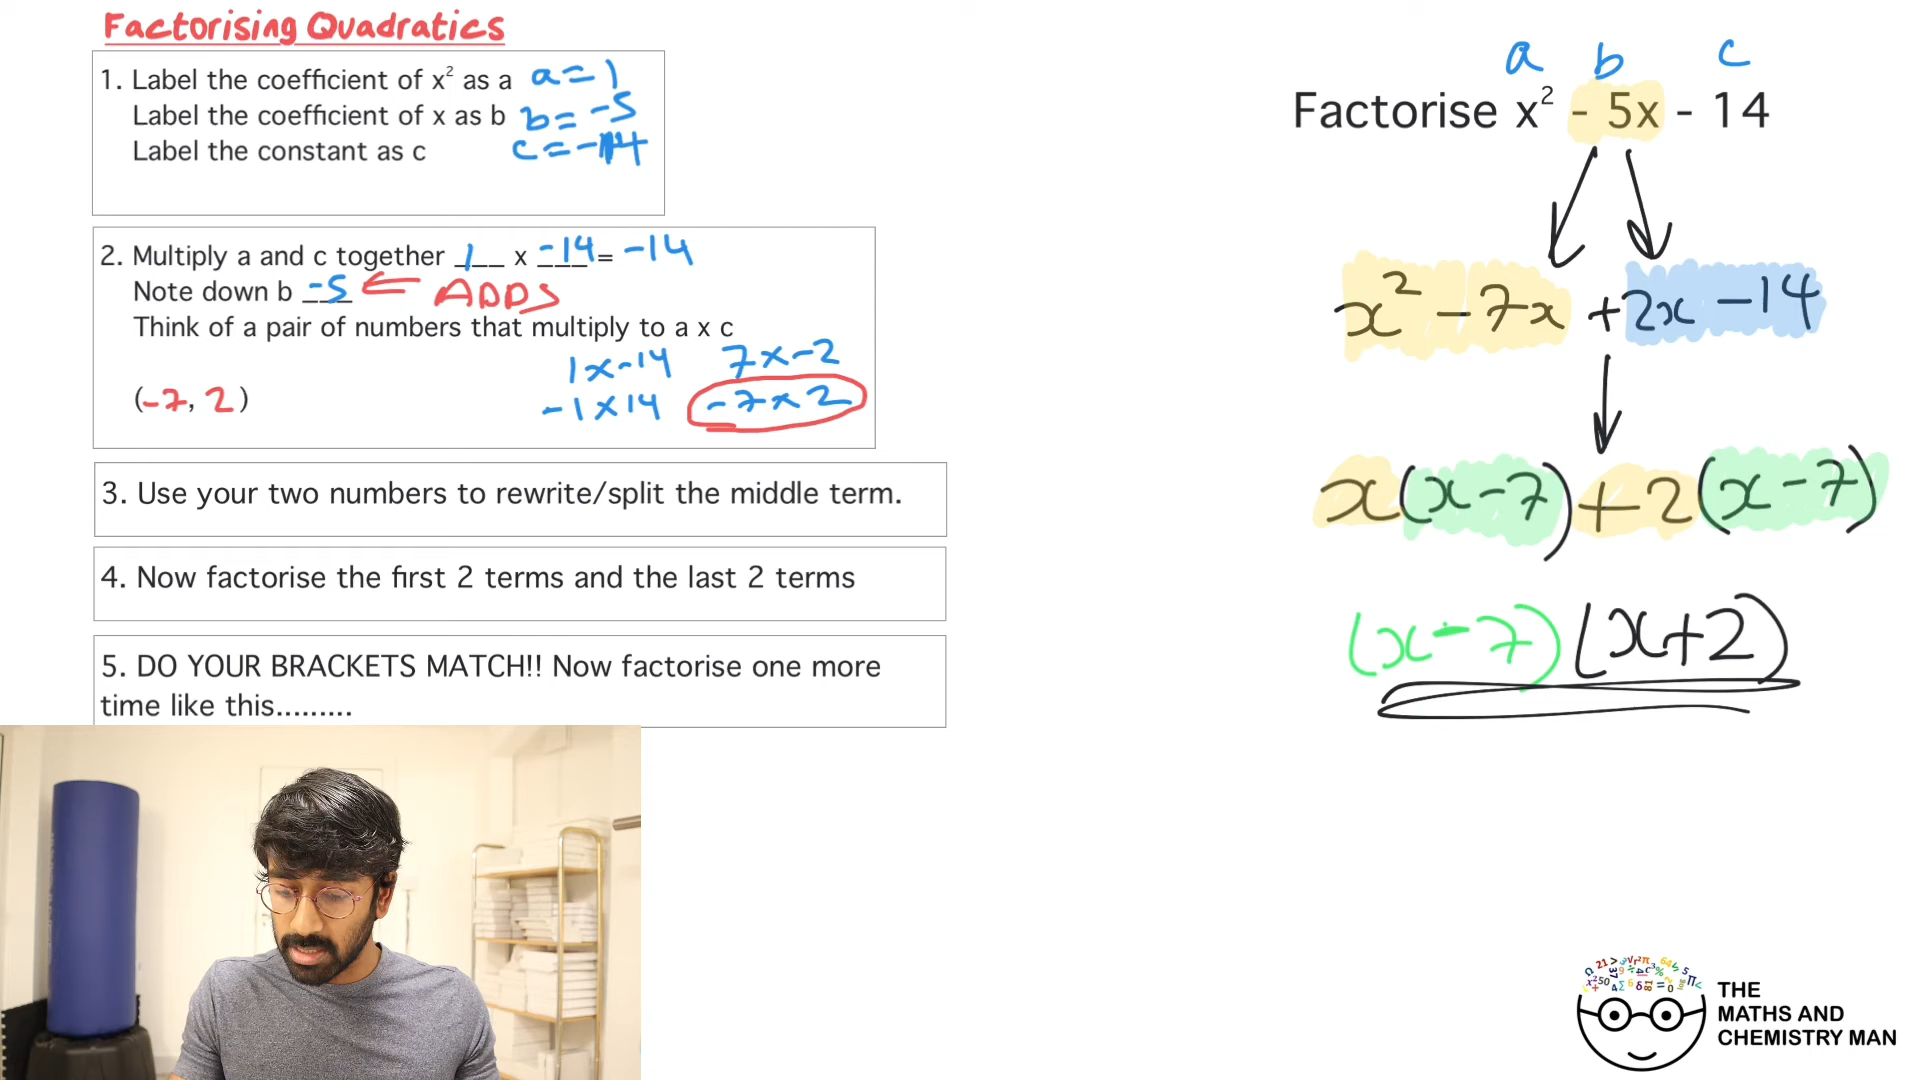 Factorising Quadratics
1. Label the coefficient of x² as a a=1
Label the coefficient of x as b b=-5
Label the constant as c c=-14
2. Multiply a and c together _1_ x _-14_ = -14
Note down b _-5_ ← ADDS
Think of a pair of numbers that multiply to a x c
1x-14 7x-2
(-7, 2) -1x14 -7x2
3. Use your two numbers to rewrite/split the middle term.
4. Now factorise the first 2 terms and the last 2 terms
5. DO YOUR BRACKETS MATCH!! Now factorise one more
time like this.........
a b c
Factorise x² - 5x - 14
x² -7x +2x -14
x(x-7)+2(x-7)
(x-7)(x+2)
THE
MATHS AND
CHEMISTRY MAN